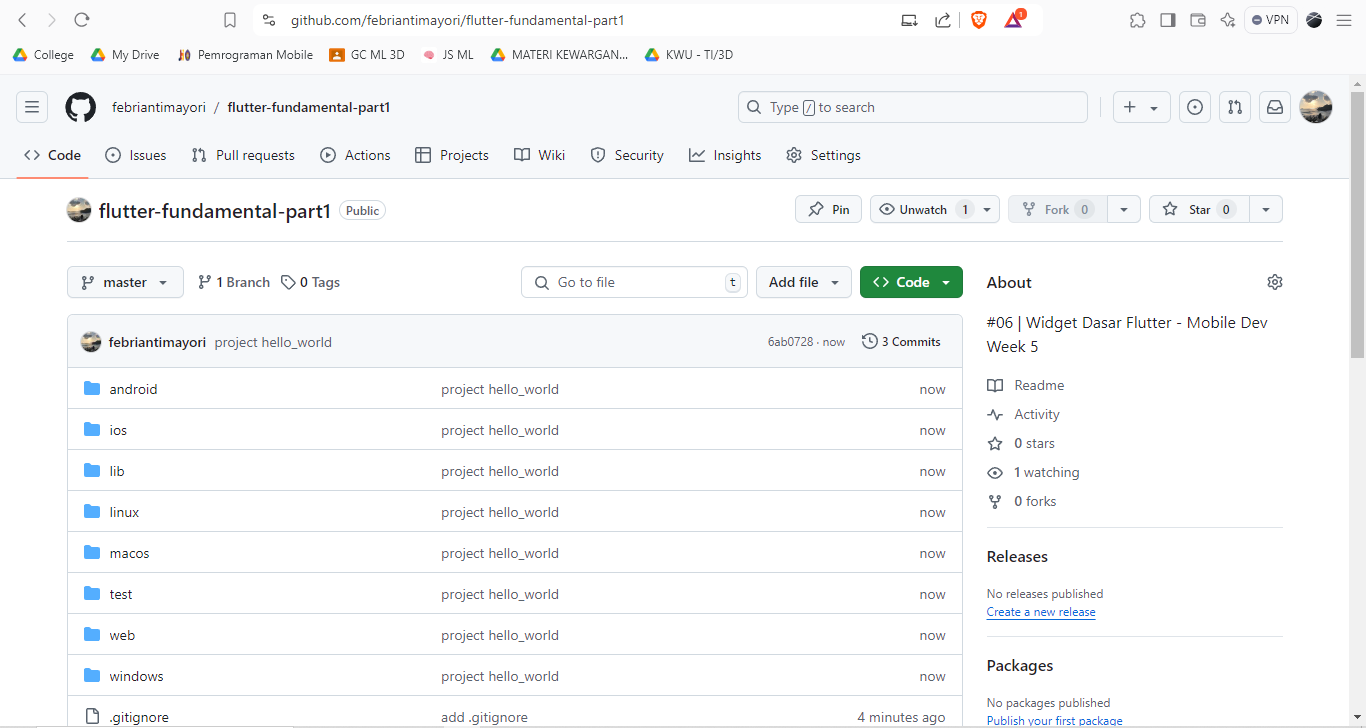 github.com/febriantimayori/flutter-fundamental-part1 1 VPN
College My Drive Pemrograman Mobile GC ML 3D JS ML MATERI KEWARGAN... KWU - TI/3D
febriantimayori / flutter-fundamental-part1 Type / to search
Code Issues Pull requests Actions Projects Wiki Security Insights Settings
flutter-fundamental-part1 Public Pin Unwatch 1 Fork 0 Star 0
master 1 Branch 0 Tags Go to file t Add file Code
febriantimayori project hello_world 6ab0728 · now 3 Commits
android project hello_world now
ios project hello_world now
lib project hello_world now
linux project hello_world now
macos project hello_world now
test project hello_world now
web project hello_world now
windows project hello_world now
.gitignore add .gitignore 4 minutes ago
About
#06 | Widget Dasar Flutter - Mobile Dev
Week 5
Readme
Activity
0 stars
1 watching
0 forks
Releases
No releases published
Create a new release
Packages
No packages published
Publish your first package